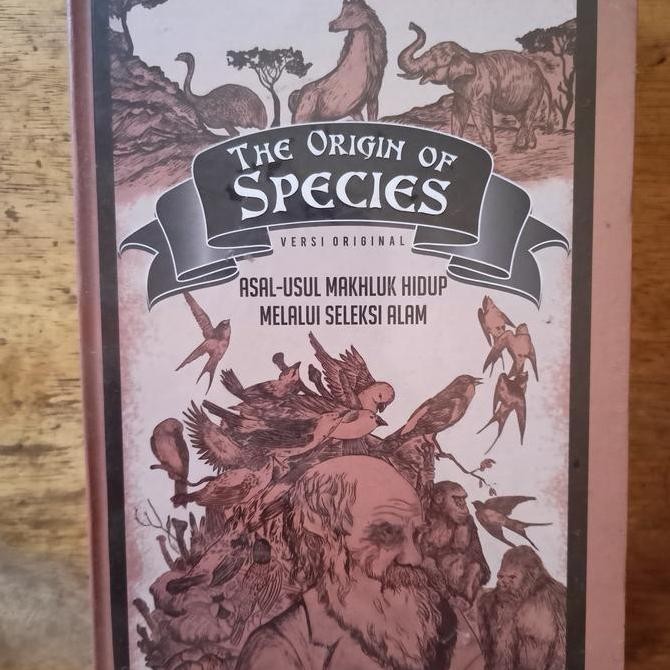 THE ORIGIN OF
SPECIES
VERSI ORIGINAL
ASAL-USUL MAKHLUK HIDUP
MELALUI SELEKSI ALAM